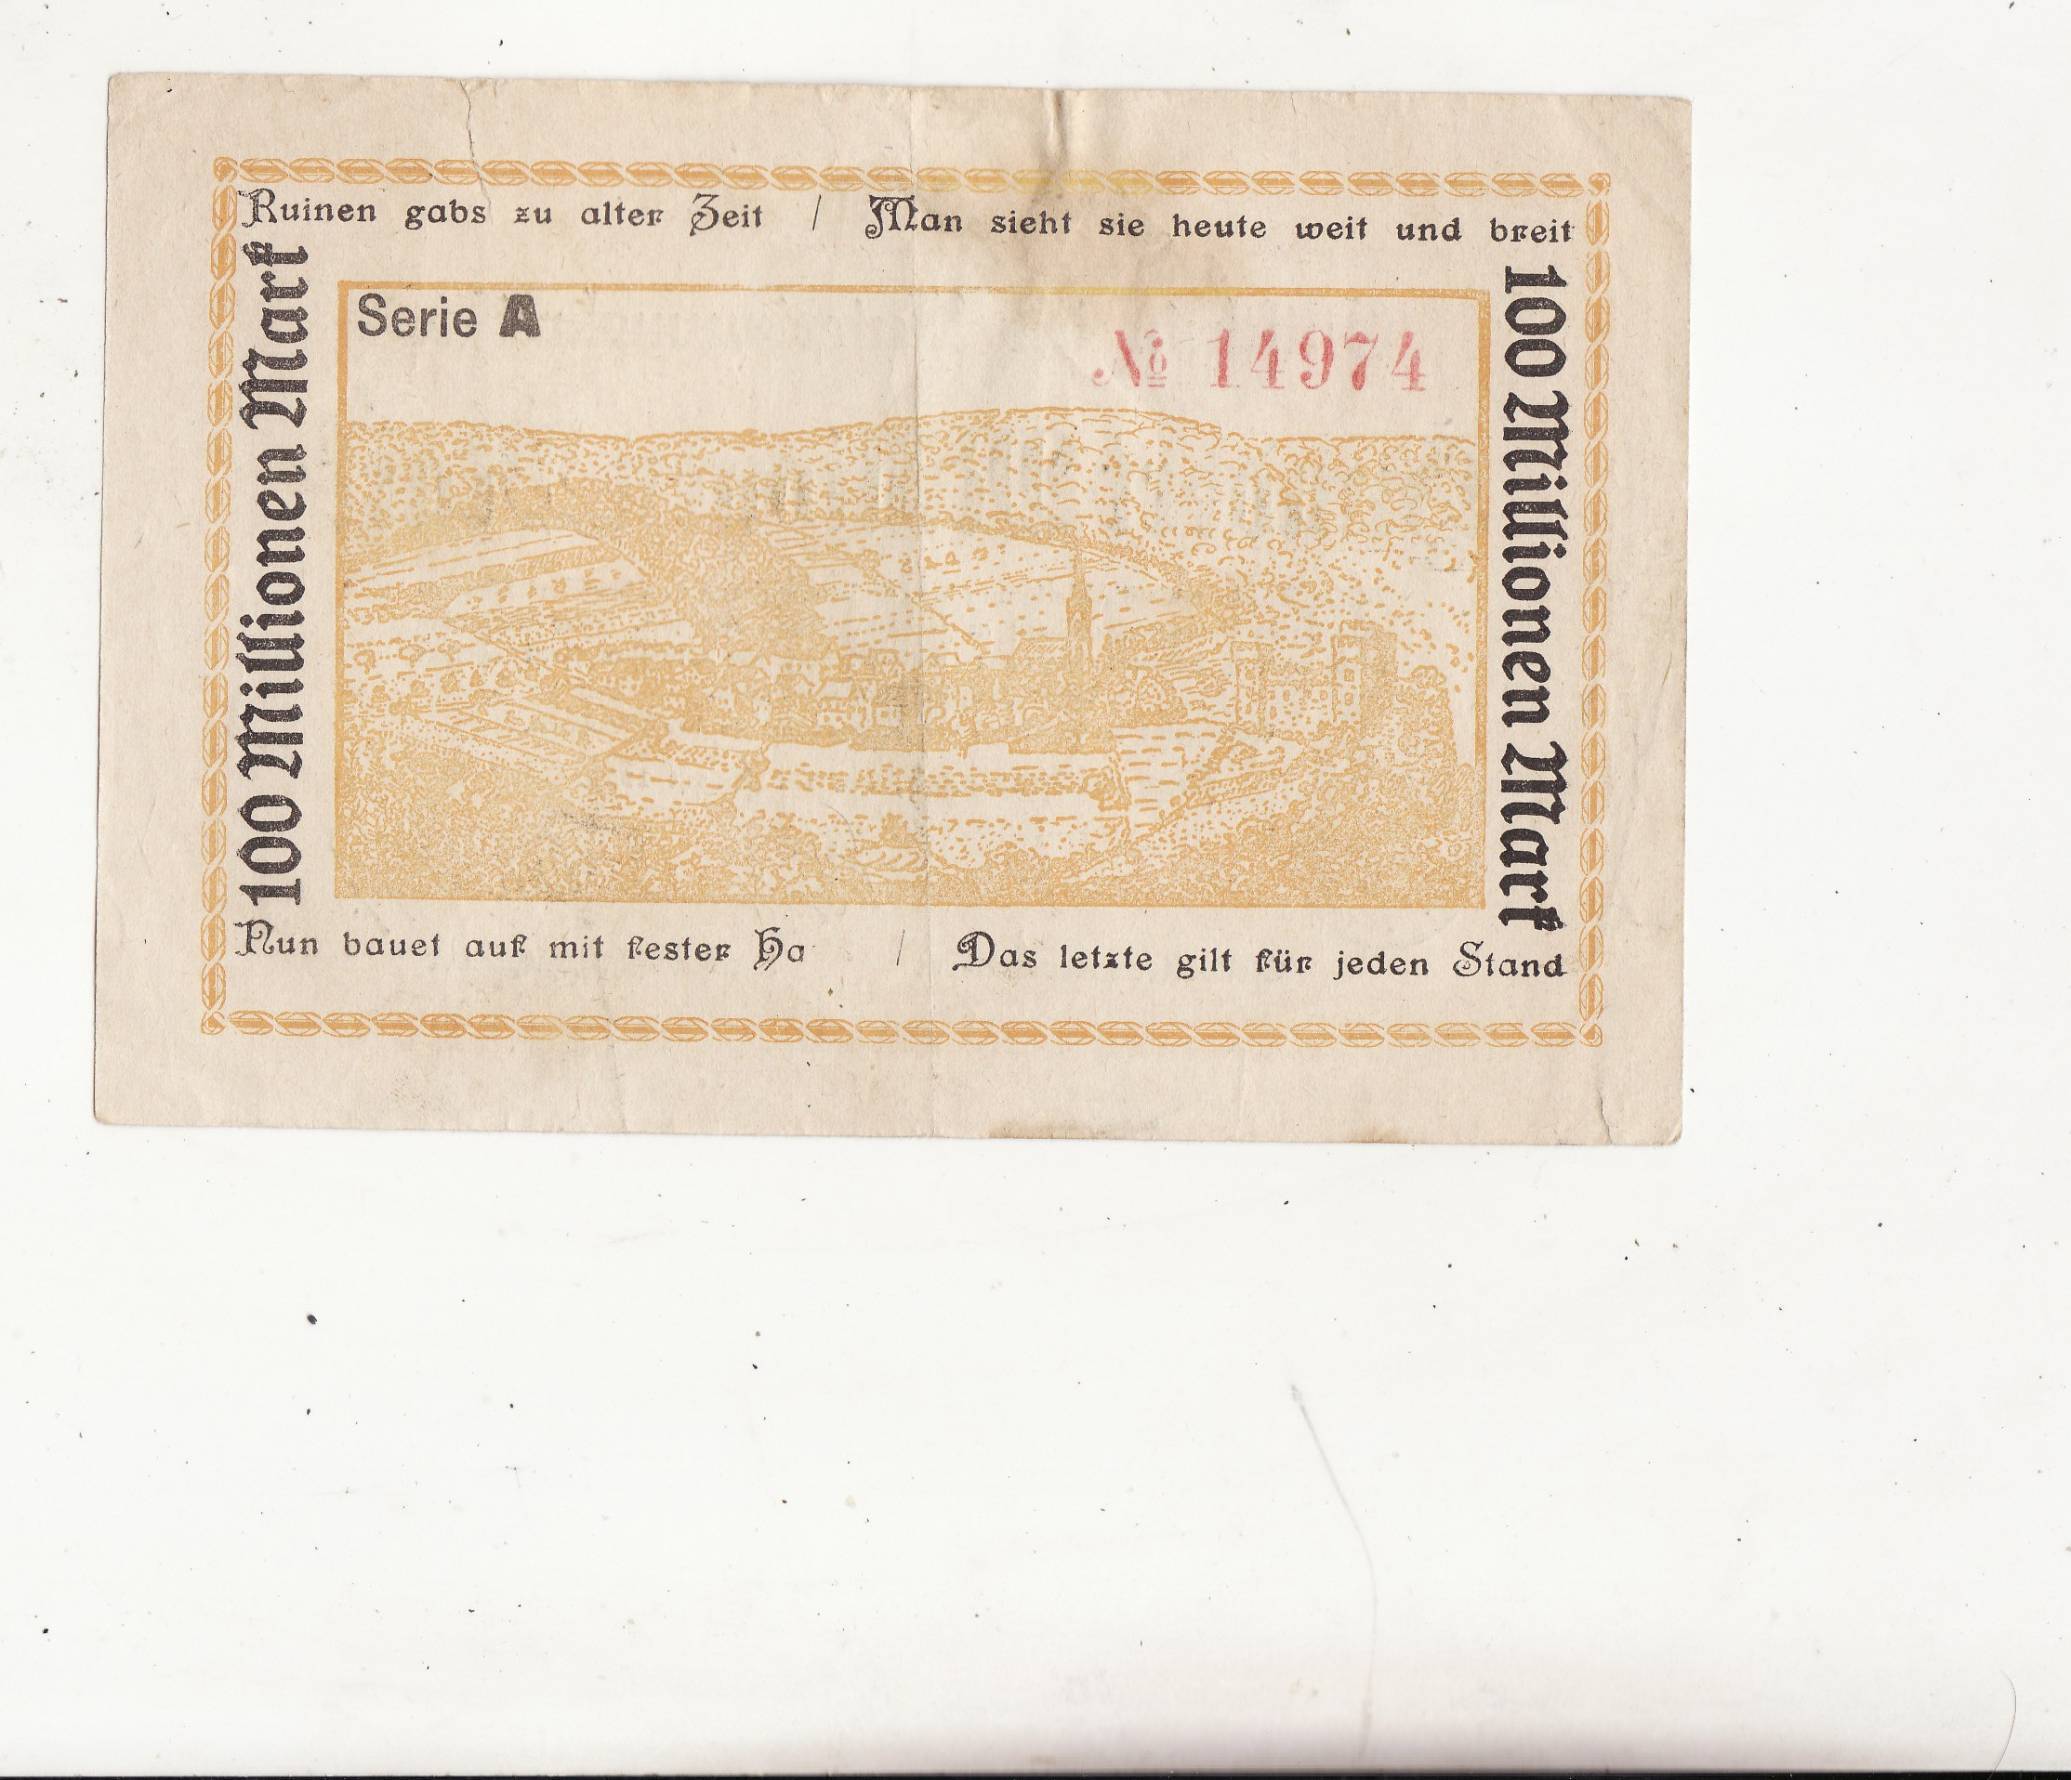 Ruinen gabs zu alter Zeit / Man sieht sie heute weit und breit
100 Millionen Mark
Serie A
№ 14974
100 Millionen Mark
Nun bauet auf mit fester Ha / Das letzte gilt für jeden Stand